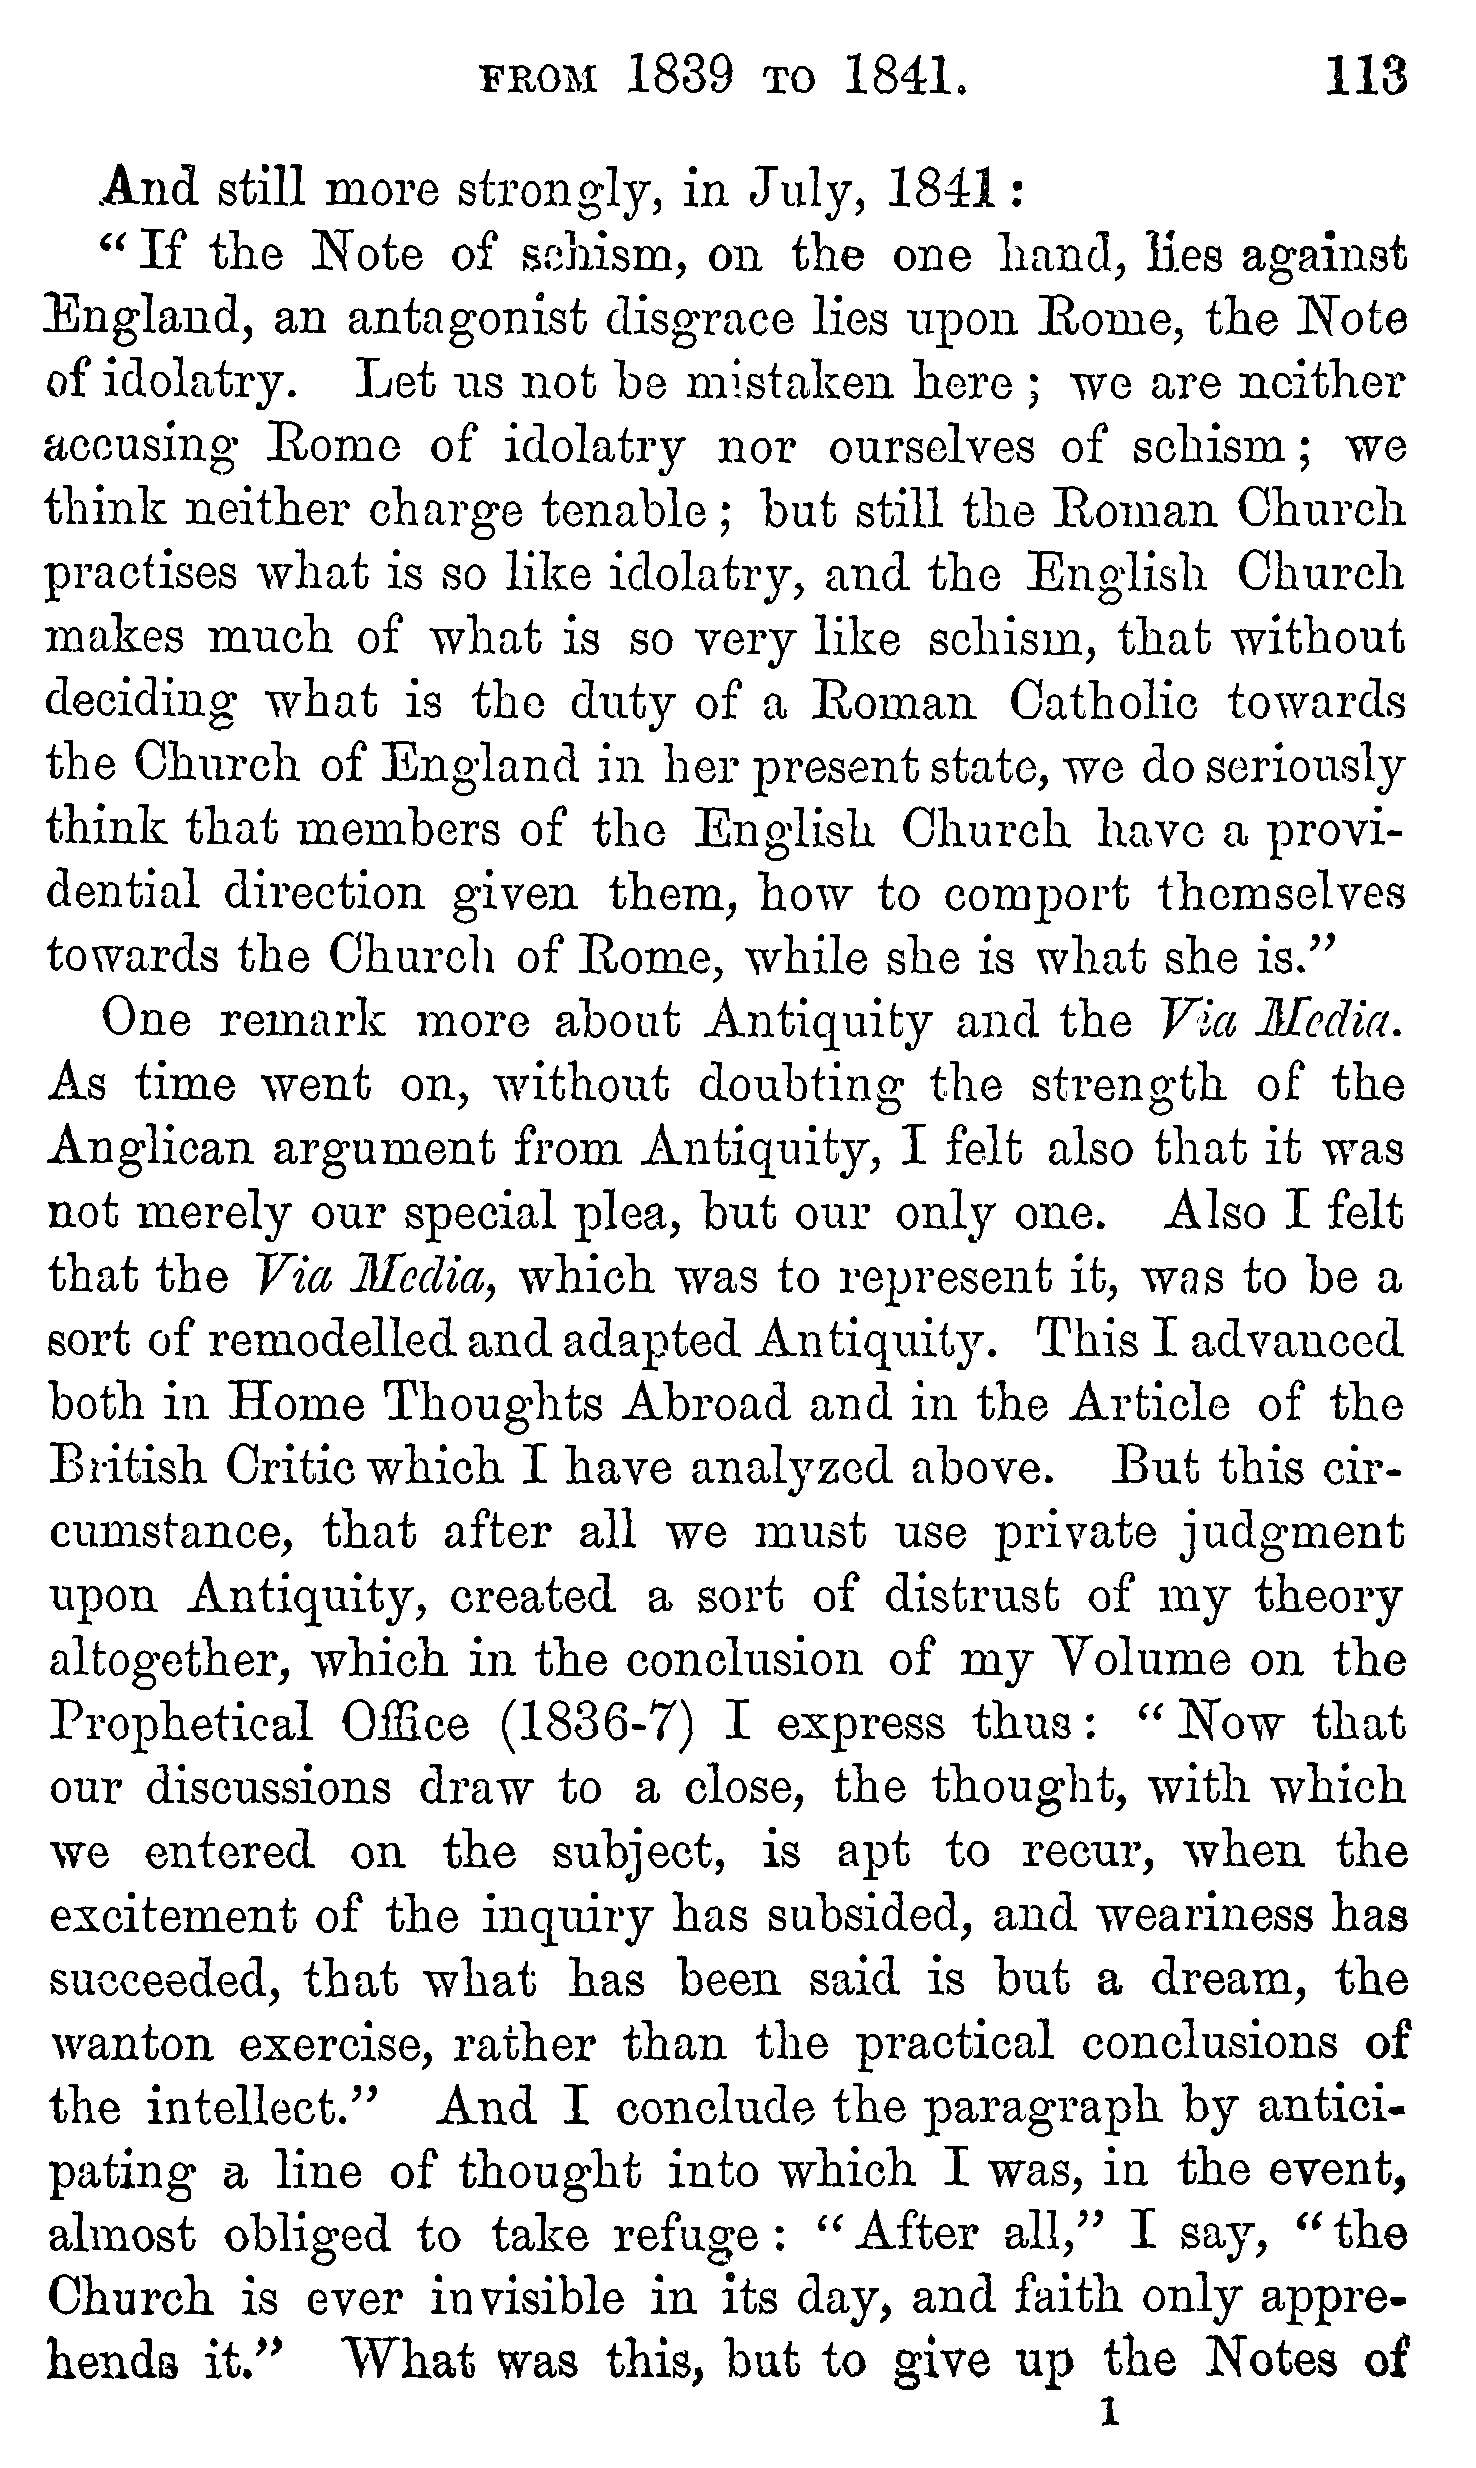 FROM 1839 TO 1841. 113
And still more strongly, in July, 1841:
“If the Note of schism, on the one hand, lies against
England, an antagonist disgrace lies upon Rome, the Note
of idolatry. Let us not be mistaken here; we are neither
accusing Rome of idolatry nor ourselves of schism; we
think neither charge tenable; but still the Roman Church
practises what is so like idolatry, and the English Church
makes much of what is so very like schism, that without
deciding what is the duty of a Roman Catholic towards
the Church of England in her present state, we do seriously
think that members of the English Church have a provi-
dential direction given them, how to comport themselves
towards the Church of Rome, while she is what she is.”
One remark more about Antiquity and the Via Media.
As time went on, without doubting the strength of the
Anglican argument from Antiquity, I felt also that it was
not merely our special plea, but our only one. Also I felt
that the Via Media, which was to represent it, was to be a
sort of remodelled and adapted Antiquity. This I advanced
both in Home Thoughts Abroad and in the Article of the
British Critic which I have analyzed above. But this cir-
cumstance, that after all we must use private judgment
upon Antiquity, created a sort of distrust of my theory
altogether, which in the conclusion of my Volume on the
Prophetical Office (1836-7) I express thus: “Now that
our discussions draw to a close, the thought, with which
we entered on the subject, is apt to recur, when the
excitement of the inquiry has subsided, and weariness has
succeeded, that what has been said is but a dream, the
wanton exercise, rather than the practical conclusions of
the intellect.” And I conclude the paragraph by antici-
pating a line of thought into which I was, in the event,
almost obliged to take refuge: “After all,” I say, “the
Church is ever invisible in its day, and faith only appre-
hends it.” What was this, but to give up the Notes of
1